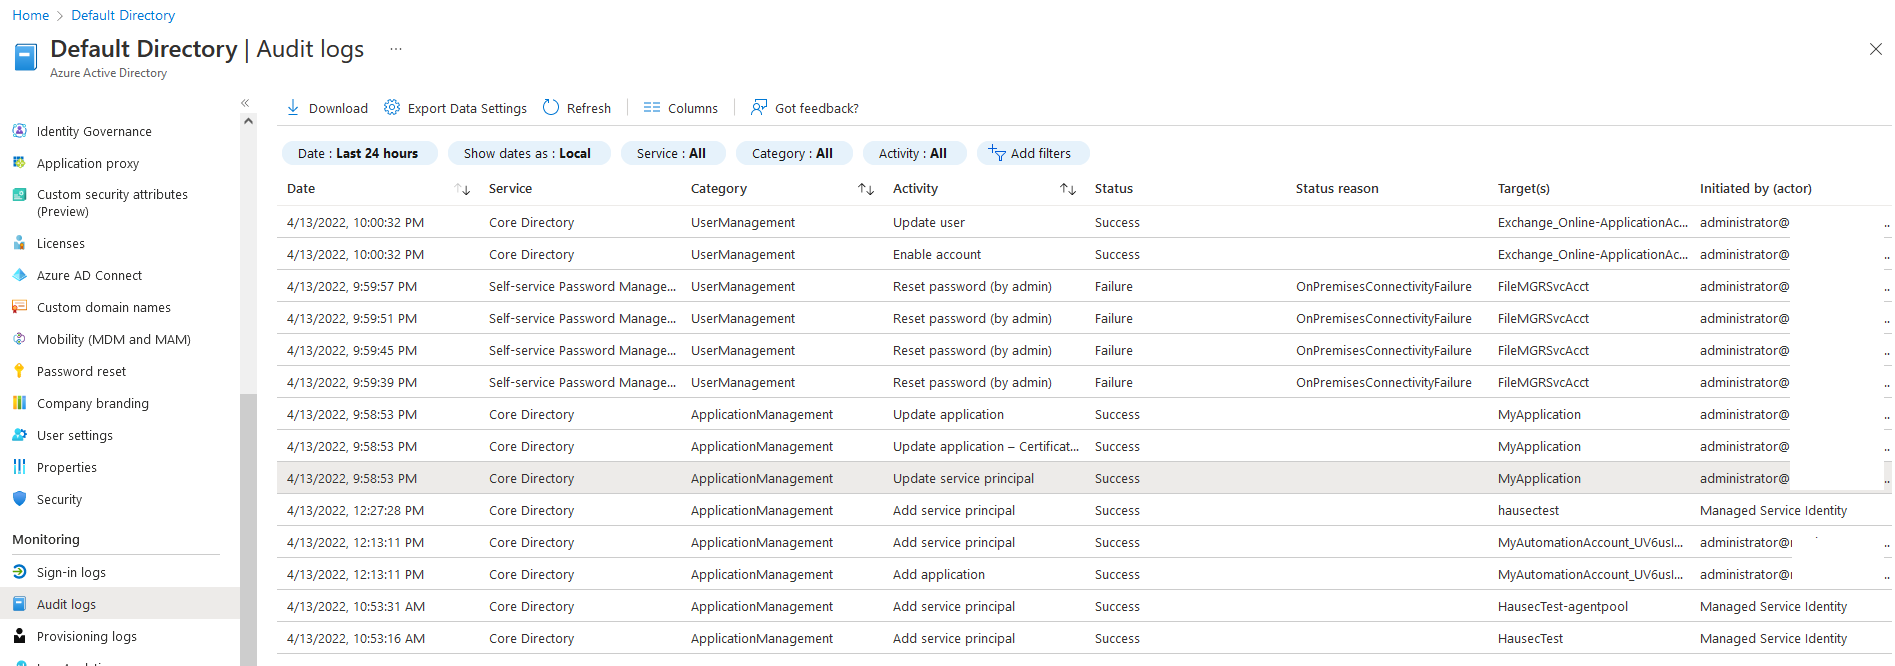 Home > Default Directory
Default Directory | Audit logs ...
Azure Active Directory
«
Identity Governance
Application proxy
Custom security attributes
(Preview)
Licenses
Azure AD Connect
Custom domain names
Mobility (MDM and MAM)
Password reset
Company branding
User settings
Properties
Security
Monitoring
Sign-in logs
Audit logs
Provisioning logs
Download Export Data Settings Refresh Columns Got feedback?
Date : Last 24 hours Show dates as : Local Service : All Category : All Activity : All Add filters
Date Service Category Activity Status Status reason Target(s) Initiated by (actor)
4/13/2022, 10:00:32 PM Core Directory UserManagement Update user Success Exchange_Online-ApplicationAc... administrator@ ..
4/13/2022, 10:00:32 PM Core Directory UserManagement Enable account Success Exchange_Online-ApplicationAc... administrator@ ..
4/13/2022, 9:59:57 PM Self-service Password Manage... UserManagement Reset password (by admin) Failure OnPremisesConnectivityFailure FileMGRSvcAcct administrator@ ..
4/13/2022, 9:59:51 PM Self-service Password Manage... UserManagement Reset password (by admin) Failure OnPremisesConnectivityFailure FileMGRSvcAcct administrator@ ..
4/13/2022, 9:59:45 PM Self-service Password Manage... UserManagement Reset password (by admin) Failure OnPremisesConnectivityFailure FileMGRSvcAcct administrator@ ..
4/13/2022, 9:59:39 PM Self-service Password Manage... UserManagement Reset password (by admin) Failure OnPremisesConnectivityFailure FileMGRSvcAcct administrator@ ..
4/13/2022, 9:58:53 PM Core Directory ApplicationManagement Update application Success MyApplication administrator@ ..
4/13/2022, 9:58:53 PM Core Directory ApplicationManagement Update application – Certificat... Success MyApplication administrator@ ..
4/13/2022, 9:58:53 PM Core Directory ApplicationManagement Update service principal Success MyApplication administrator@ ..
4/13/2022, 12:27:28 PM Core Directory ApplicationManagement Add service principal Success hausectest Managed Service Identity
4/13/2022, 12:13:11 PM Core Directory ApplicationManagement Add service principal Success MyAutomationAccount_UV6usI... administrator@ ..
4/13/2022, 12:13:11 PM Core Directory ApplicationManagement Add application Success MyAutomationAccount_UV6usI... administrator@ ..
4/13/2022, 10:53:31 AM Core Directory ApplicationManagement Add service principal Success HausecTest-agentpool Managed Service Identity
4/13/2022, 10:53:16 AM Core Directory ApplicationManagement Add service principal Success HausecTest Managed Service Identity